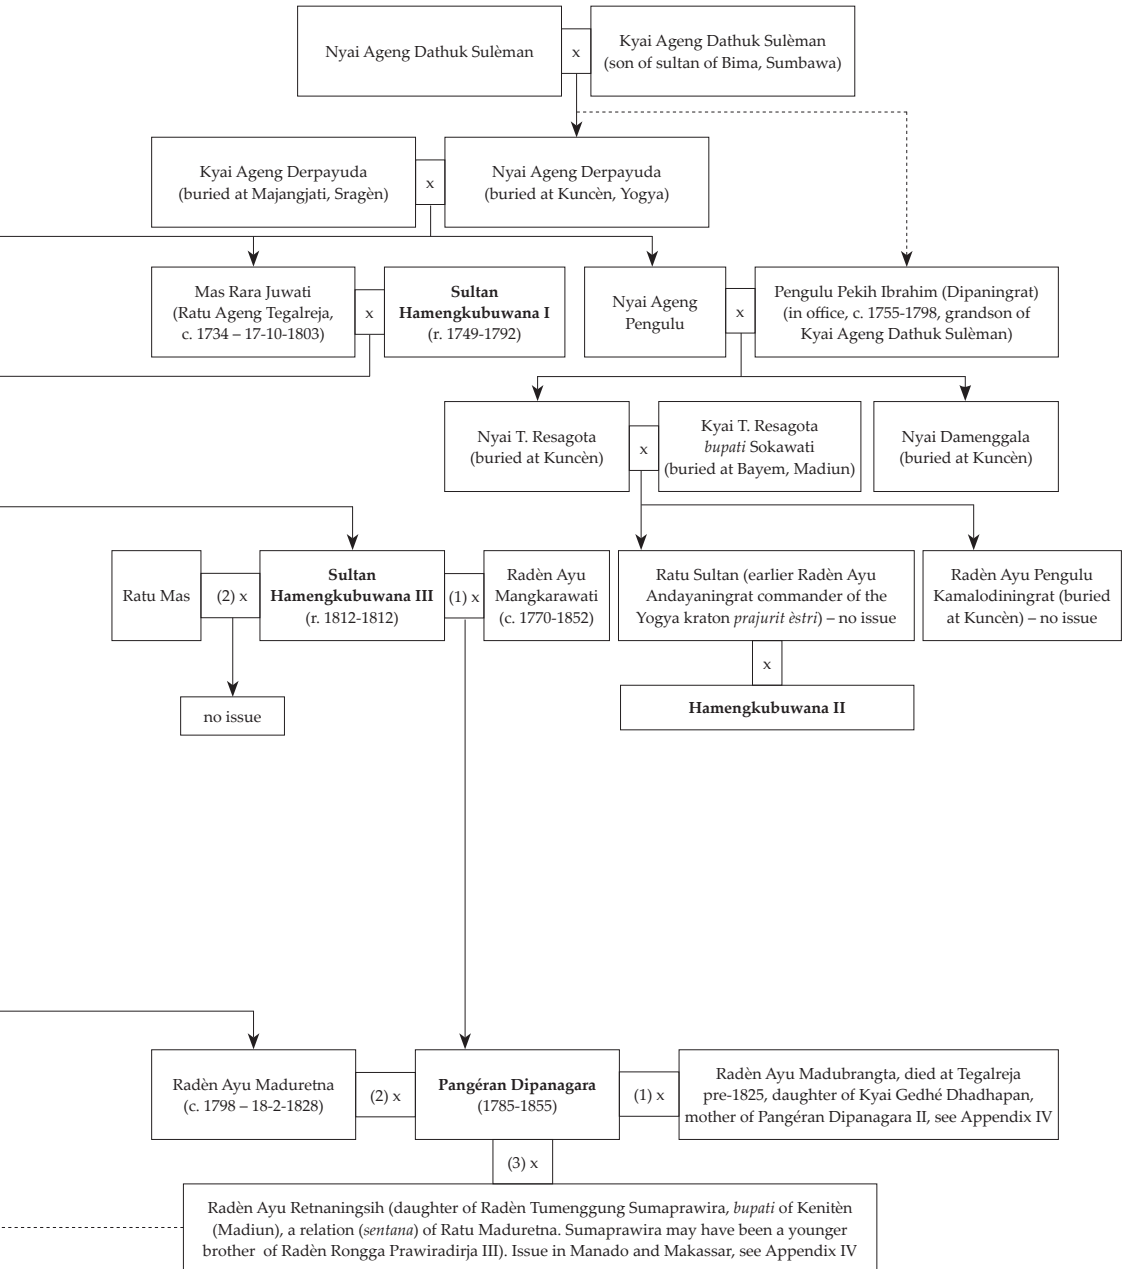 Nyai Ageng Dathuk Sulèman
x
Kyai Ageng Dathuk Sulèman
(son of sultan of Bima, Sumbawa)
Kyai Ageng Derpayuda
(buried at Majangjati, Sragèn)
x
Nyai Ageng Derpayuda
(buried at Kuncèn, Yogya)
Mas Rara Juwati
(Ratu Ageng Tegalreja,
c. 1734 – 17-10-1803)
x
Sultan
Hamengkubuwana I
(r. 1749-1792)
Nyai Ageng
Pengulu
x
Pengulu Pekih Ibrahim (Dipaningrat)
(in office, c. 1755-1798, grandson of
Kyai Ageng Dathuk Sulèman)
Nyai T. Resagota
(buried at Kuncèn)
x
Kyai T. Resagota
bupati Sokawati
(buried at Bayem, Madiun)
Nyai Damenggala
(buried at Kuncèn)
Ratu Mas
(2) x
Sultan
Hamengkubuwana III
(r. 1812-1812)
(1) x
Radèn Ayu
Mangkarawati
(c. 1770-1852)
Ratu Sultan (earlier Radèn Ayu
Andayaningrat commander of the
Yogya kraton prajurit èstri) – no issue
Radèn Ayu Pengulu
Kamalodiningrat (buried
at Kuncèn) – no issue
x
no issue
Hamengkubuwana II
Radèn Ayu Maduretna
(c. 1798 – 18-2-1828)
(2) x
Pangéran Dipanagara
(1785-1855)
(1) x
Radèn Ayu Madubrangta, died at Tegalreja
pre-1825, daughter of Kyai Gedhé Dhadhapan,
mother of Pangéran Dipanagara II, see Appendix IV
(3) x
Radèn Ayu Retnaningsih (daughter of Radèn Tumenggung Sumaprawira, bupati of Kenitèn
(Madiun), a relation (sentana) of Ratu Maduretna. Sumaprawira may have been a younger
brother of Radèn Rongga Prawiradirja III). Issue in Manado and Makassar, see Appendix IV